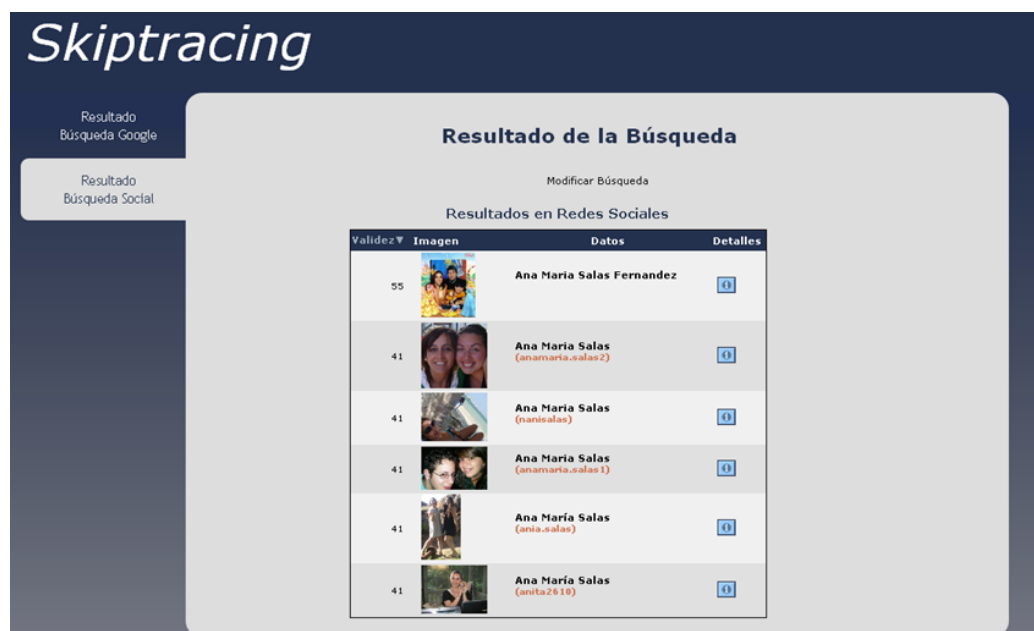 Skiptracing
Resultado
Búsqueda Google
Resultado
Búsqueda Social
Resultado de la Búsqueda
Modificar Búsqueda
Resultados en Redes Sociales
Validez▼ Imagen Datos Detalles
55 Ana Maria Salas Fernandez
41 Ana Maria Salas
(anamaria.salas2)
41 Ana Maria Salas
(nanisalas)
41 Ana Maria Salas
(anamaria.salas1)
41 Ana María Salas
(ania.salas)
41 Ana María Salas
(anita2610)